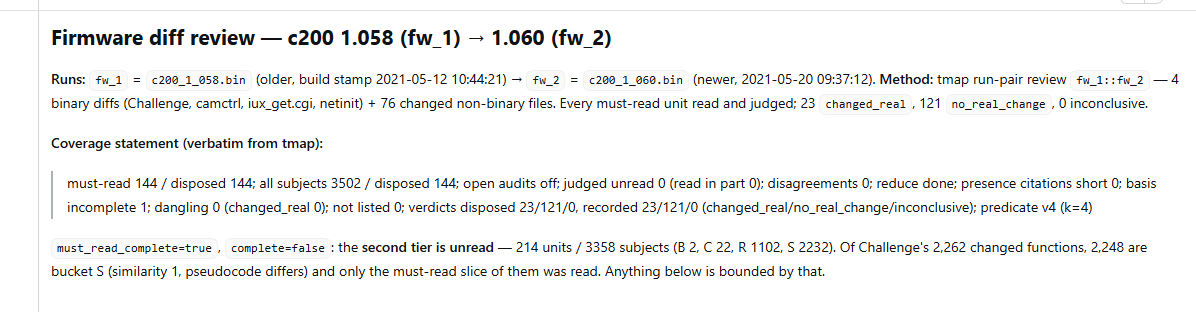 Firmware diff review — c200 1.058 (fw_1) → 1.060 (fw_2)
Runs: fw_1 = c200_1_058.bin (older, build stamp 2021-05-12 10:44:21) → fw_2 = c200_1_060.bin (newer, 2021-05-20 09:37:12). Method: tmap run-pair review fw_1::fw_2 — 4
binary diffs (Challenge, camctrl, iux_get.cgi, netinit) + 76 changed non-binary files. Every must-read unit read and judged; 23 changed_real , 121 no_real_change , 0 inconclusive.
Coverage statement (verbatim from tmap):
must-read 144 / disposed 144; all subjects 3502 / disposed 144; open audits off; judged unread 0 (read in part 0); disagreements 0; reduce done; presence citations short 0; basis
incomplete 1; dangling 0 (changed_real 0); not listed 0; verdicts disposed 23/121/0, recorded 23/121/0 (changed_real/no_real_change/inconclusive); predicate v4 (k=4)
must_read_complete=true , complete=false : the second tier is unread — 214 units / 3358 subjects (B 2, C 22, R 1102, S 2232). Of Challenge's 2,262 changed functions, 2,248 are
bucket S (similarity 1, pseudocode differs) and only the must-read slice of them was read. Anything below is bounded by that.